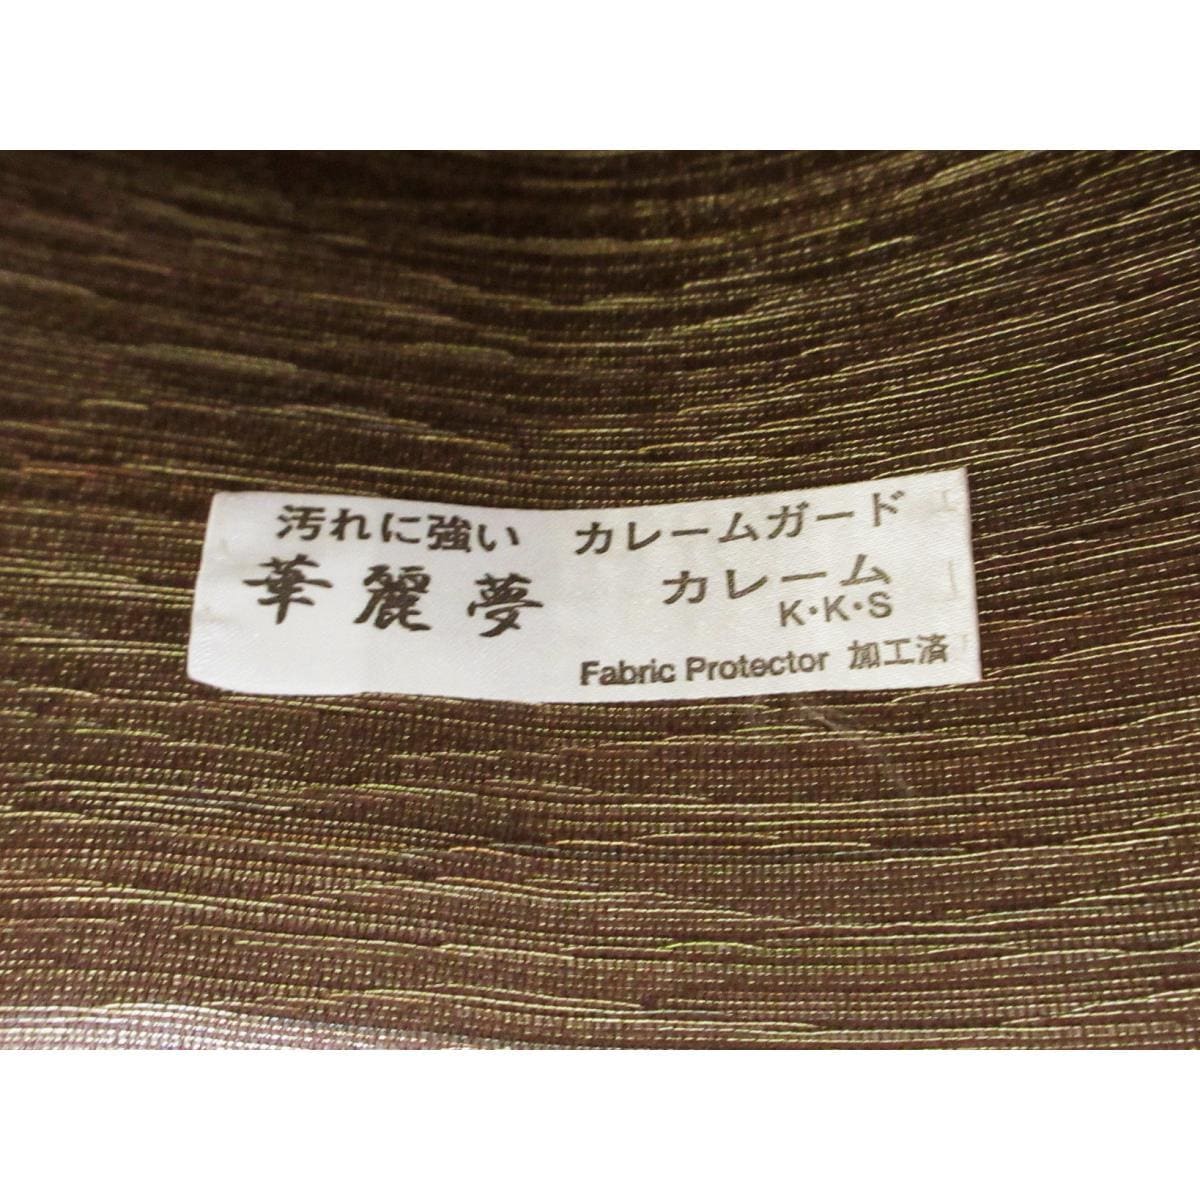 汚れに強い カレームガード
華麗夢 カレーム
K・K・S
Fabric Protector 加工済